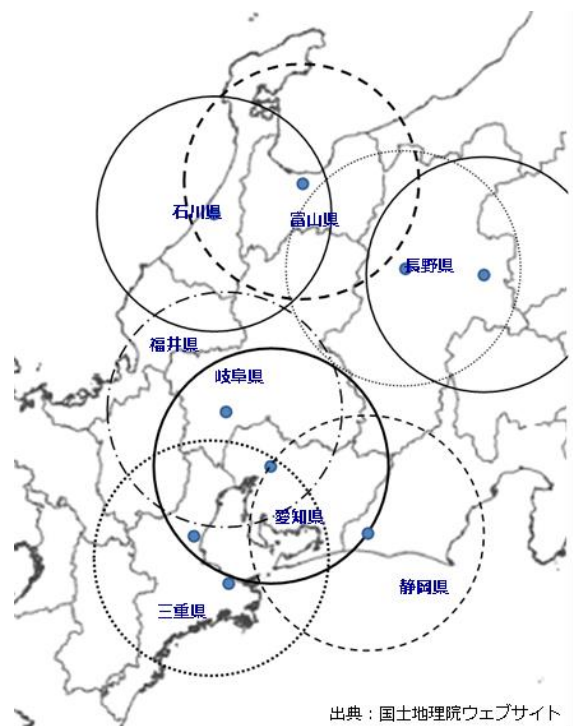 石川県
富山県
長野県
福井県
岐阜県
愛知県
静岡県
三重県
出典：国土地理院ウェブサイト